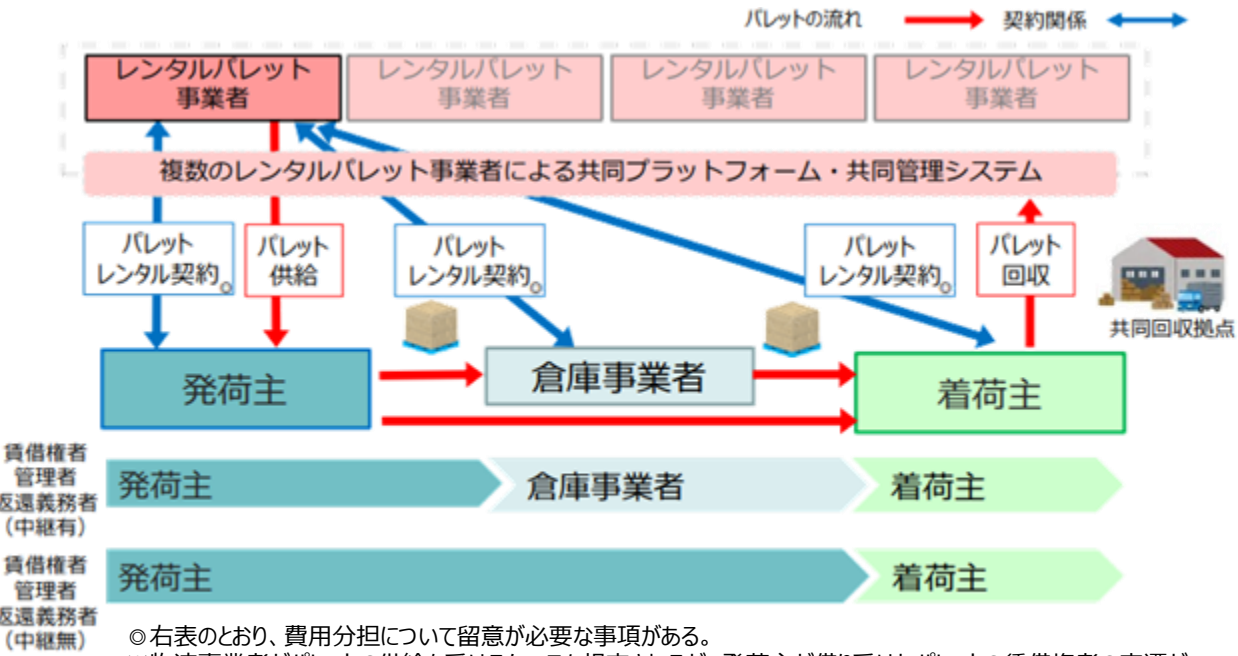 パレットの流れ
契約関係
レンタルパレット
事業者
レンタルパレット
事業者
レンタルパレット
事業者
レンタルパレット
事業者
複数のレンタルパレット事業者による共同プラットフォーム・共同管理システム
パレット
レンタル契約◎
パレット
供給
パレット
レンタル契約◎
パレット
レンタル契約◎
パレット
回収
共同回収拠点
発荷主
倉庫事業者
着荷主
賃借権者
管理者
返還義務者
（中継有）
発荷主
倉庫事業者
着荷主
賃借権者
管理者
返還義務者
（中継無）
発荷主
着荷主
◎右表のとおり、費用分担について留意が必要な事項がある。